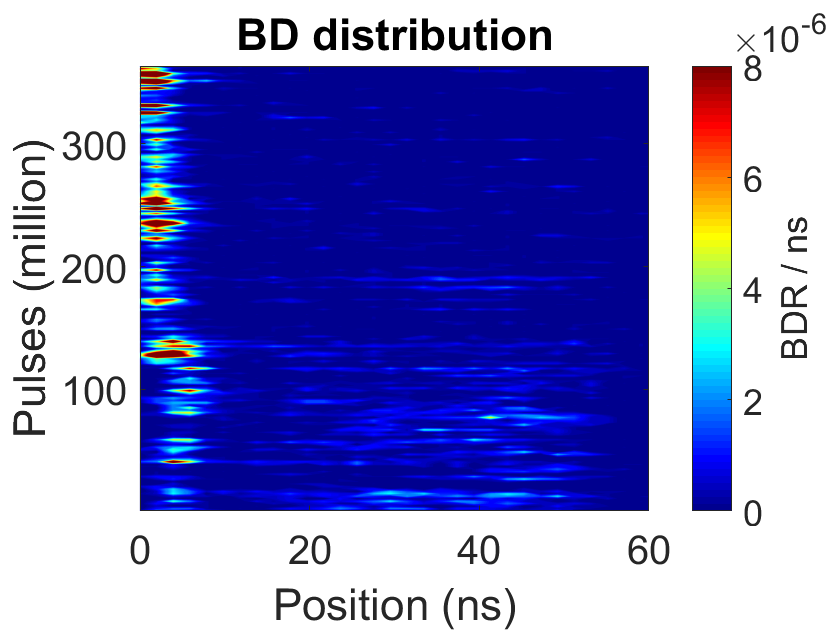 BD distribution
×10-6
8
6
4
2
0
BDR / ns
300
200
100
Pulses (million)
0 20 40 60
Position (ns)